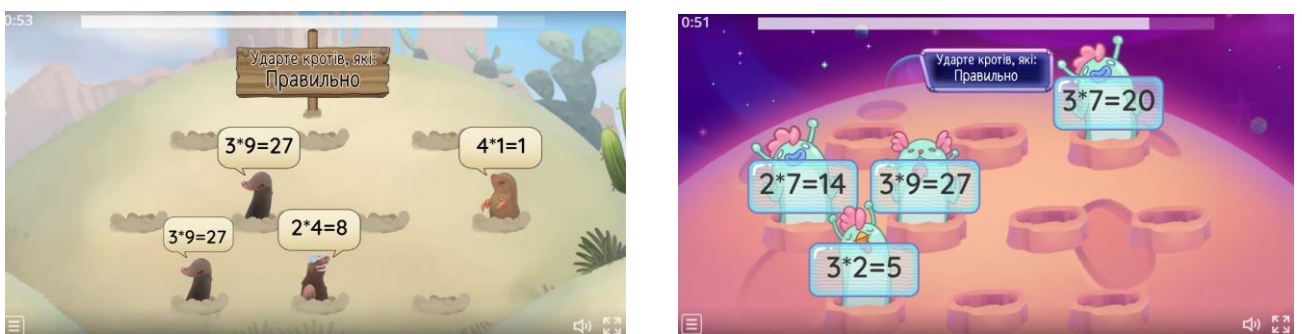 0:53
Ударте кротів, які:
Правильно
3*9=27
4*1=1
3*9=27
2*4=8
0:51
Ударте кротів, які:
Правильно
3*7=20
2*7=14
3*9=27
3*2=5